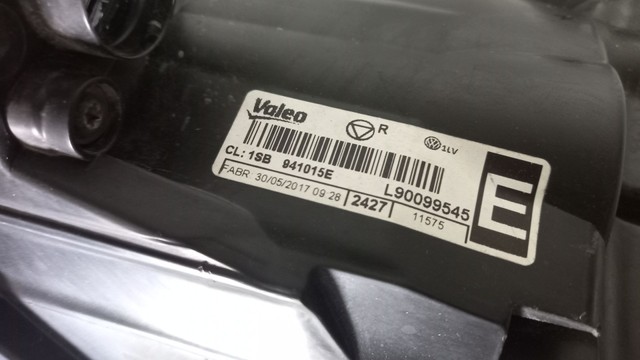 Valeo R 1LV
CL: 1SB 941015E L90099545
FABR 30/05/2017 09 28 2427 11575
E